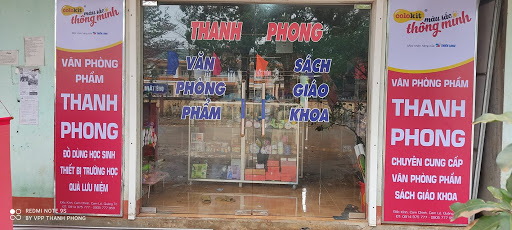 colokit
màu sắc
thông minh
VĂN PHÒNG
PHẨM
THANH
PHONG
ĐỒ DÙNG HỌC SINH
THIẾT BỊ TRƯỜNG HỌC
QUÀ LƯU NIỆM
THANH PHONG
VĂN
PHÒNG
PHẨM
SÁCH
GIÁO
KHOA
colokit
màu sắc
thông minh
VĂN PHÒNG PHẨM
THANH
PHONG
CHUYÊN CUNG CẤP
VĂN PHÒNG PHẨM
SÁCH GIÁO KHOA
REDMI NOTE 9S
BY VPP THANH PHONG